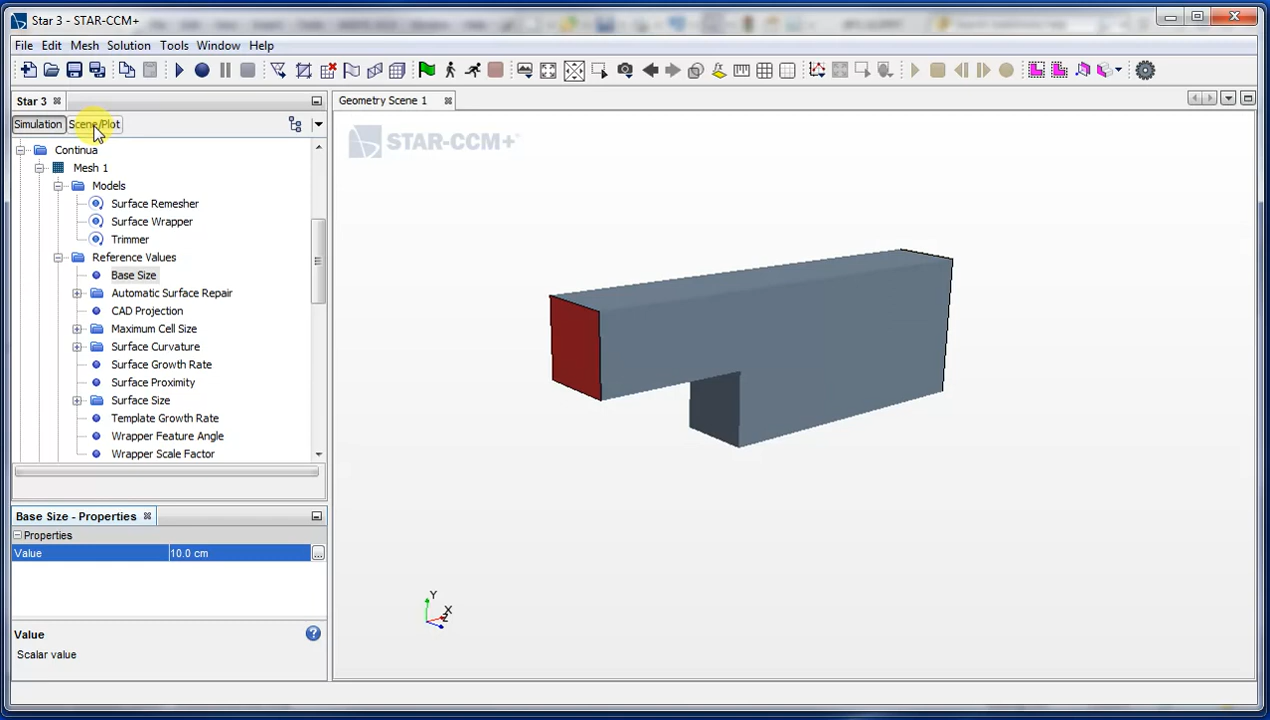 Star 3 - STAR-CCM+
File Edit Mesh Solution Tools Window Help
Star 3
Geometry Scene 1
Simulation Scene/Plot
STAR-CCM+
Continua
Mesh 1
Models
Surface Remesher
Surface Wrapper
Trimmer
Reference Values
Base Size
Automatic Surface Repair
CAD Projection
Maximum Cell Size
Surface Curvature
Surface Growth Rate
Surface Proximity
Surface Size
Template Growth Rate
Wrapper Feature Angle
Wrapper Scale Factor
Base Size - Properties
Properties
Value 10.0 cm ...
Y
X
Z
Value
Scalar value